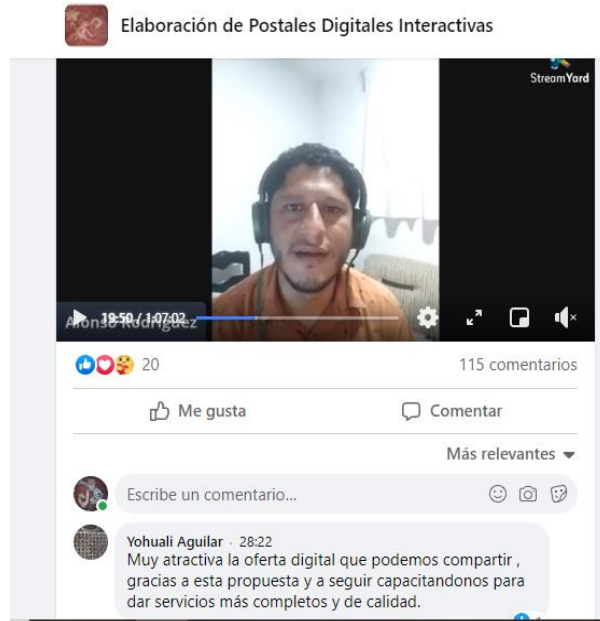 Elaboración de Postales Digitales Interactivas
StreamYard
Alonso Rodríguez
19:50 / 1:07:02
20
115 comentarios
Me gusta
Comentar
Más relevantes
Escribe un comentario...
Yohuali Aguilar · 28:22
Muy atractiva la oferta digital que podemos compartir ,
gracias a esta propuesta y a seguir capacitandonos para
dar servicios más completos y de calidad.